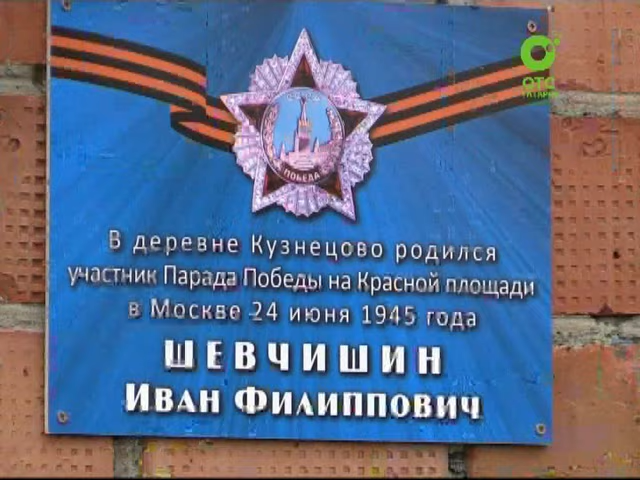 ОТС
ПОБЕДА
В деревне Кузнецово родился
участник Парада Победы на Красной площади
в Москве 24 июня 1945 года
ШЕВЧИШИН
ИВАН ФИЛИППОВИЧ